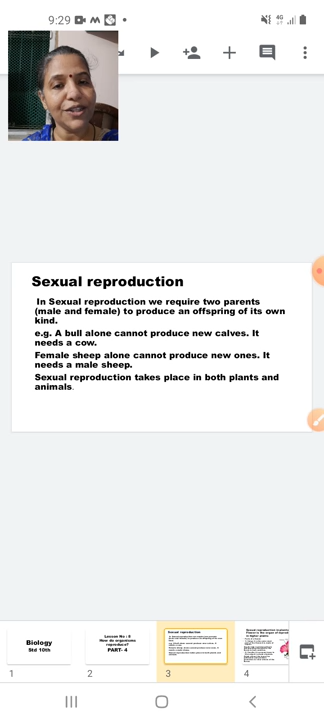 9:29
4G
Sexual reproduction
In Sexual reproduction we require two parents
(male and female) to produce an offspring of its own
kind.
e.g. A bull alone cannot produce new calves. It
needs a cow.
Female sheep alone cannot produce new ones. It
needs a male sheep.
Sexual reproduction takes place in both plants and
animals.
Biology
Std 10th
1
Lesson No : 8
How do organisms
reproduce?
PART- 4
2
Sexual reproduction
3
4